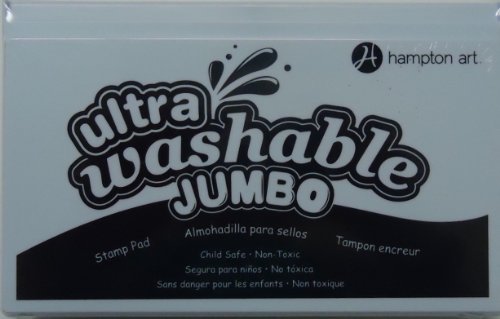 hampton art
ultra
washable
JUMBO
Stamp Pad
Almohadilla para sellos
Tampon encreur
Child Safe • Non-Toxic
Segura para niños • No tóxica
Sans danger pour les enfants • Non toxique